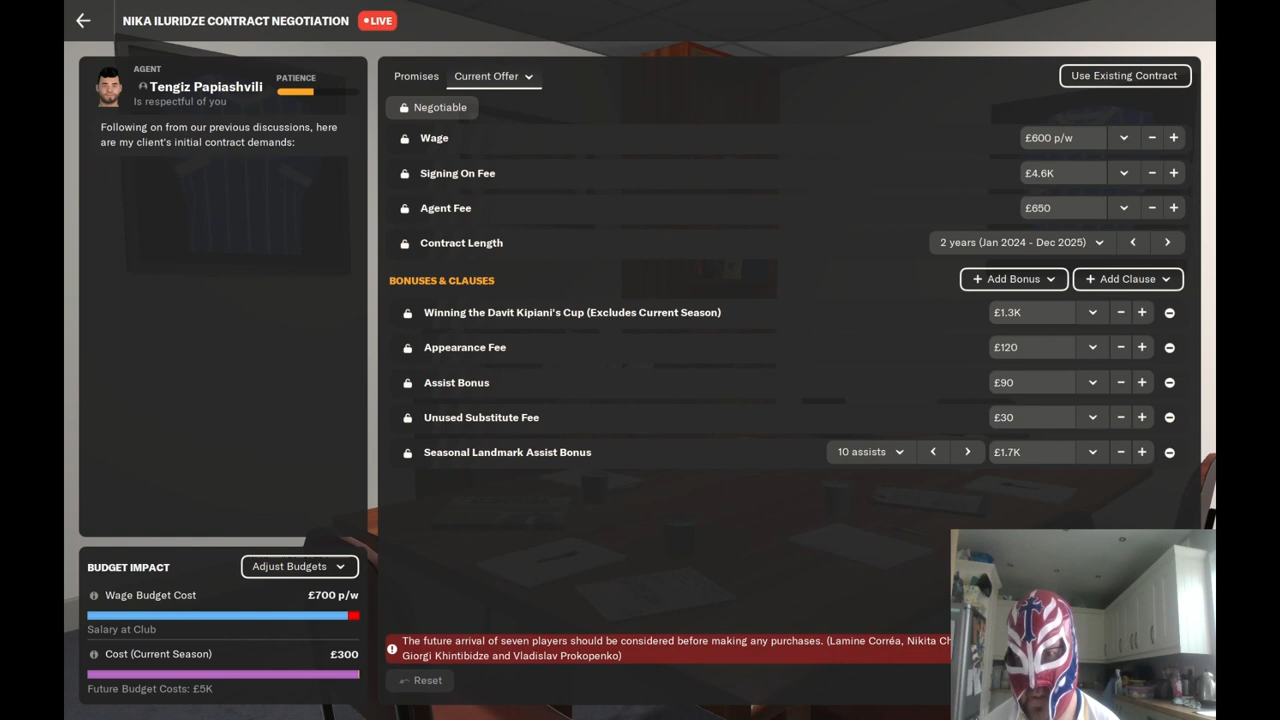 NIKA ILURIDZE CONTRACT NEGOTIATION
LIVE
AGENT
Tengiz Papiashvili
Is respectful of you
PATIENCE
Following on from our previous discussions, here
are my client's initial contract demands:
Promises
Current Offer
Use Existing Contract
Negotiable
Wage
£600 p/w
Signing On Fee
£4.6K
Agent Fee
£650
Contract Length
2 years (Jan 2024 - Dec 2025)
BONUSES & CLAUSES
Add Bonus
Add Clause
Winning the Davit Kipiani's Cup (Excludes Current Season)
£1.3K
Appearance Fee
£120
Assist Bonus
£90
Unused Substitute Fee
£30
Seasonal Landmark Assist Bonus
10 assists
£1.7K
BUDGET IMPACT
Adjust Budgets
Wage Budget Cost
£700 p/w
Salary at Club
Cost (Current Season)
£300
Future Budget Costs: £5K
The future arrival of seven players should be considered before making any purchases. (Lamine Corréa, Nikita Ch
Giorgi Khintibidze and Vladislav Prokopenko)
Reset